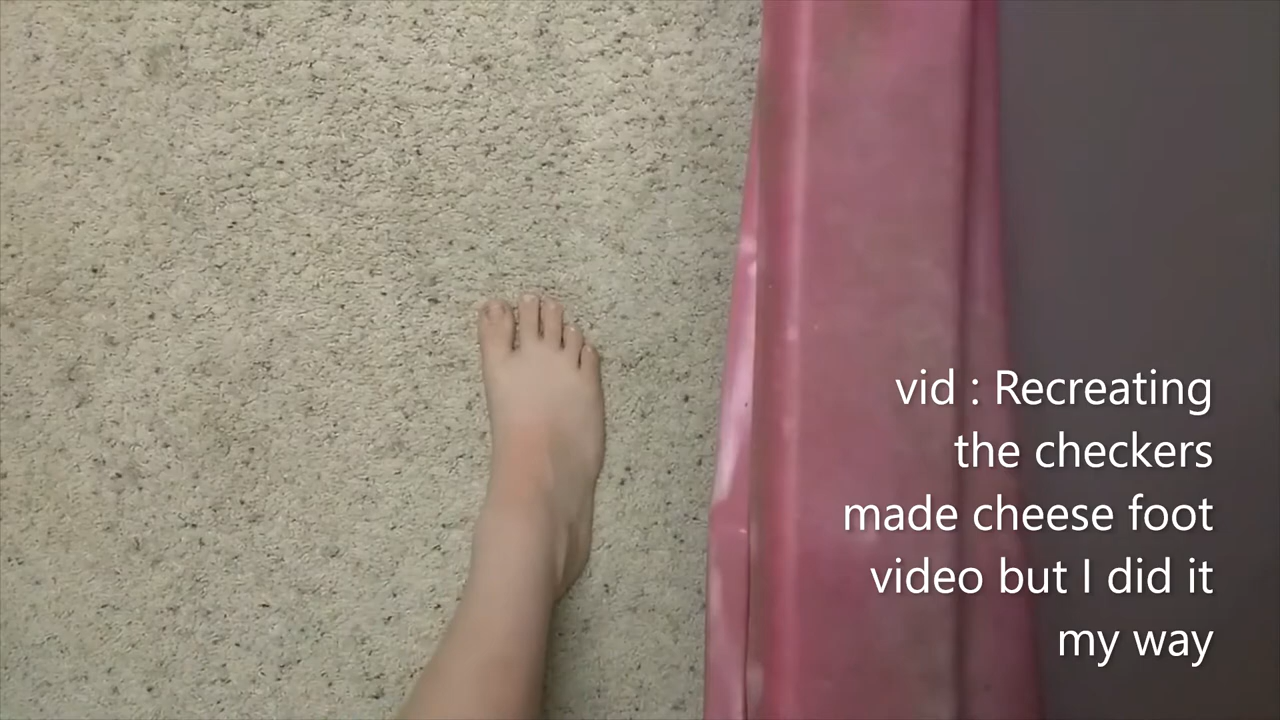 vid : Recreating
the checkers
made cheese foot
video but I did it
my way